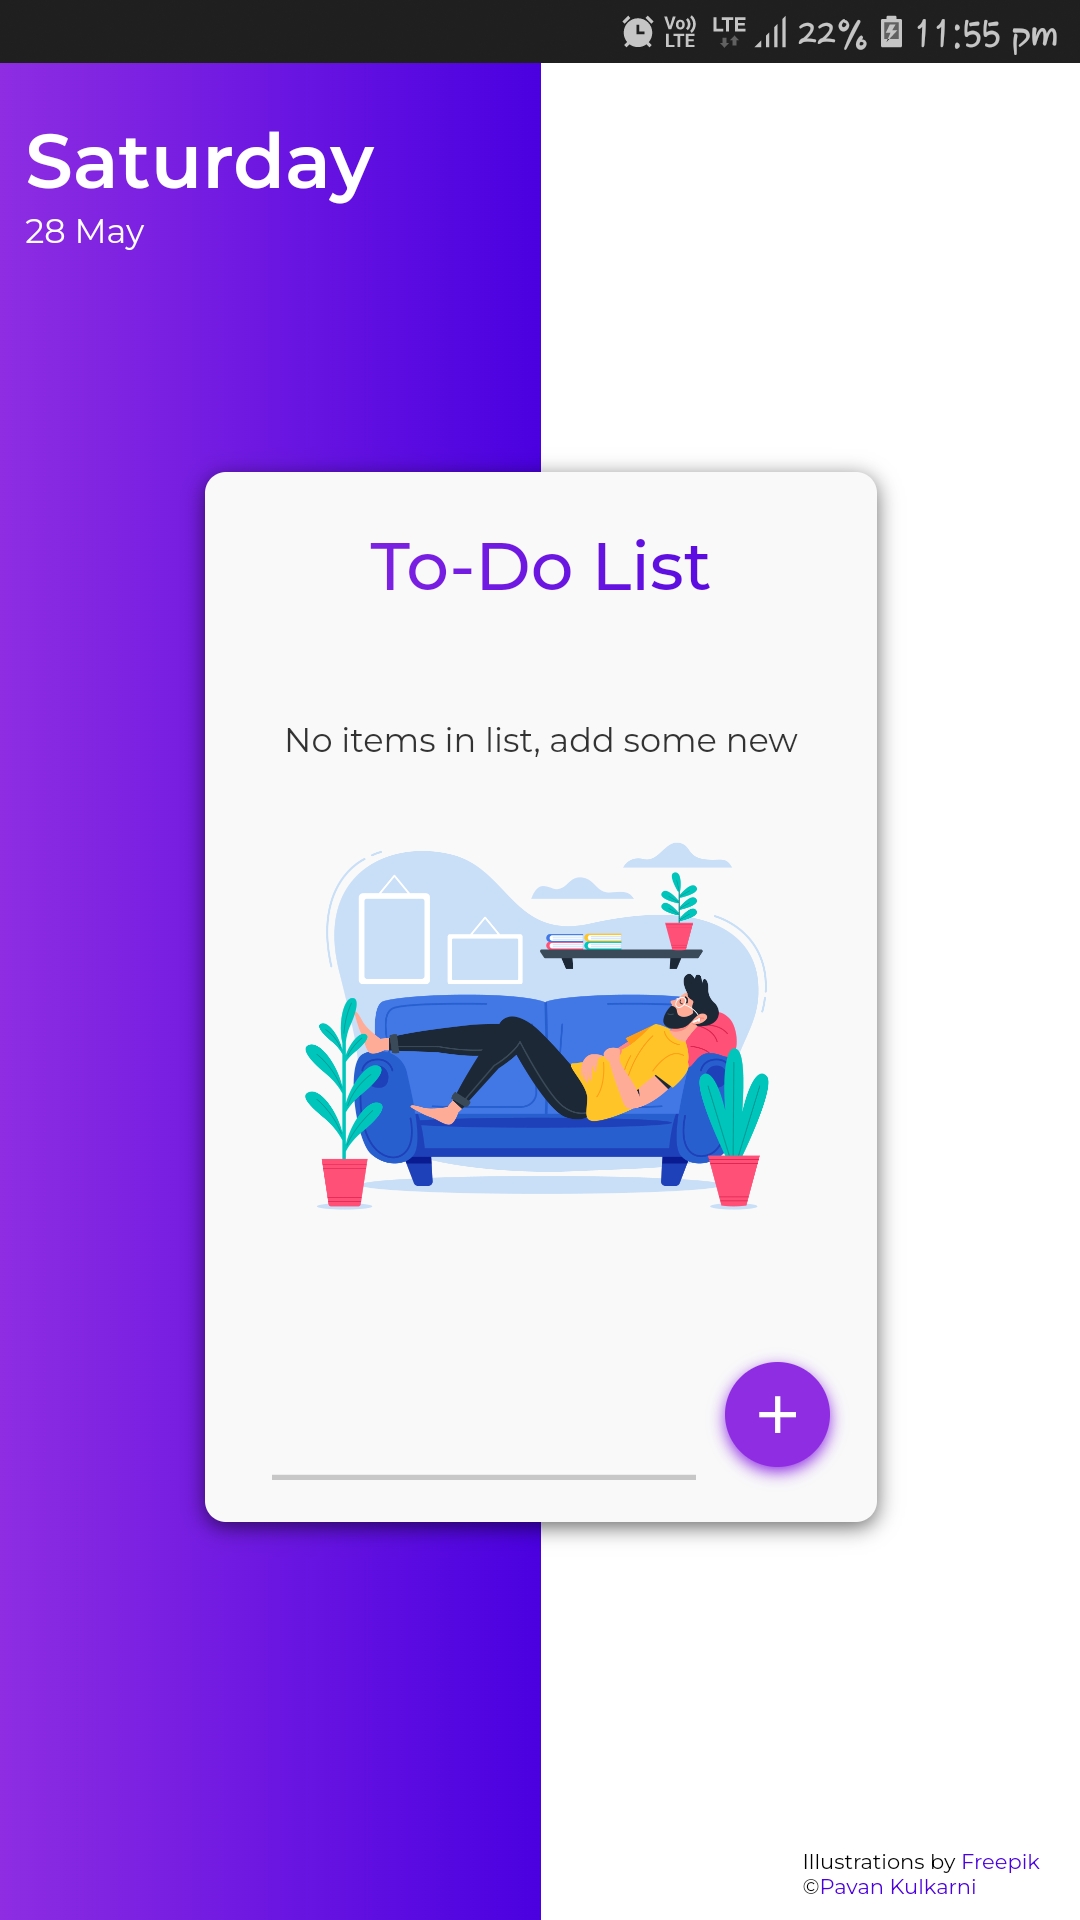 Vo)) LTE LTE 22% 11:55 pm
Saturday
28 May
To-Do List
No items in list, add some new
+
Illustrations by Freepik
©Pavan Kulkarni